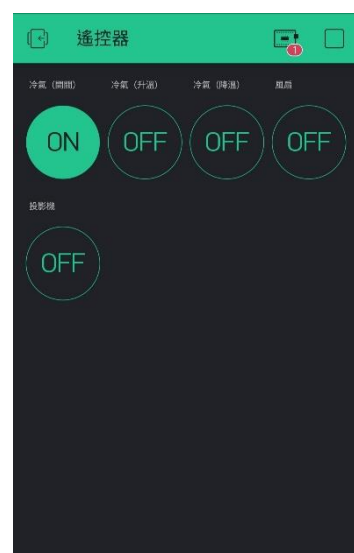 遙控器
1
冷氣 (開關)
冷氣 (升溫)
冷氣 (降溫)
風扇
ON
OFF
OFF
OFF
投影機
OFF